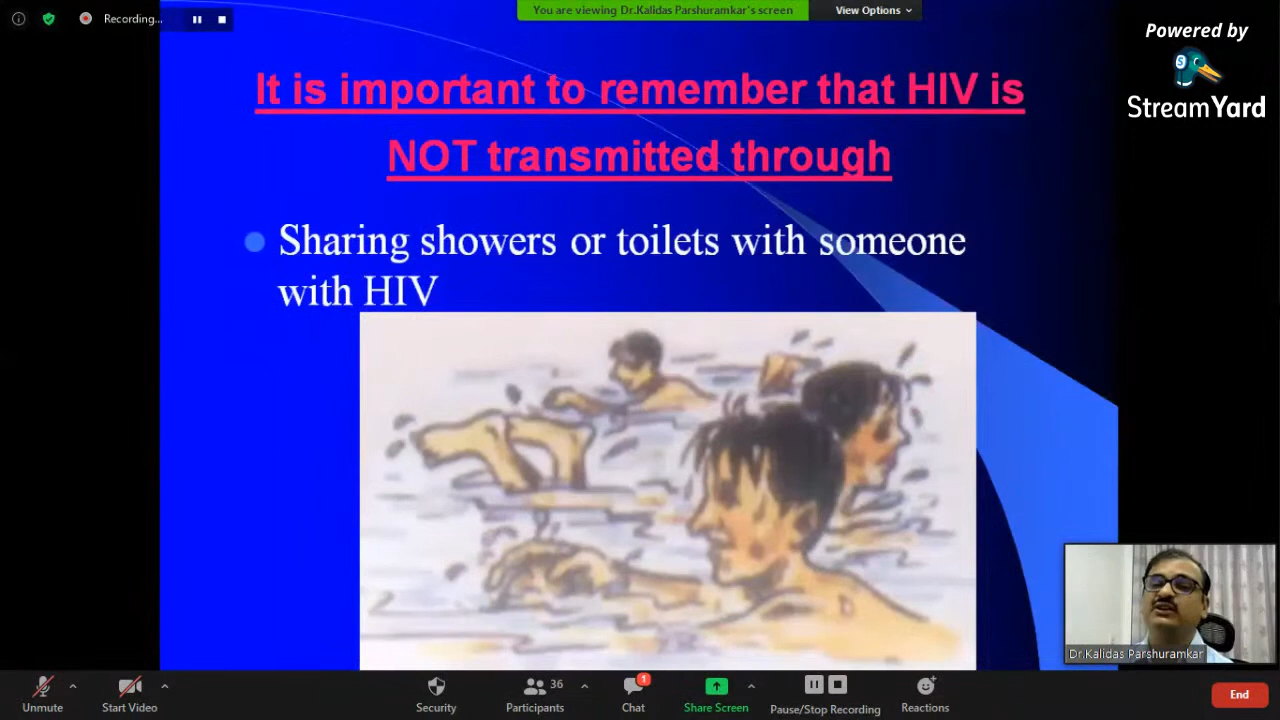 Recording...
You are viewing Dr.Kalidas Parshuramkar's screen
View Options
Powered by
StreamYard
It is important to remember that HIV is
NOT transmitted through
Sharing showers or toilets with someone
with HIV
Dr.Kalidas Parshuramkar
Unmute
Start Video
Security
36
Participants
1
Chat
Share Screen
Pause/Stop Recording
Reactions
End